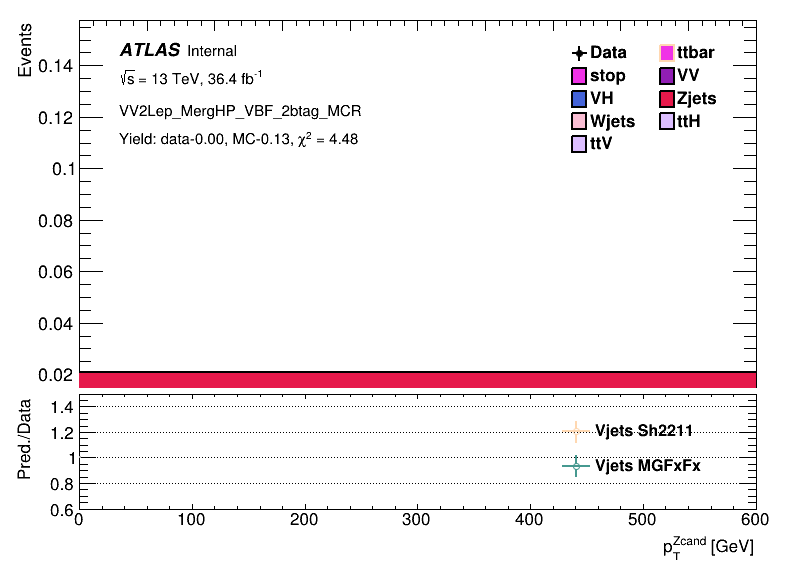 Events
ATLAS Internal
√s = 13 TeV, 36.4 fb⁻¹
VV2Lep_MergHP_VBF_2btag_MCR
Yield: data-0.00, MC-0.13, χ² = 4.48
Data
ttbar
stop
VV
VH
Zjets
Wjets
ttH
ttV
0.14
0.12
0.1
0.08
0.06
0.04
0.02
Pred./Data
1.4
1.2
1
0.8
0.6
Vjets Sh2211
Vjets MGFxFx
0 100 200 300 400 500 600
p_T^Zcand [GeV]